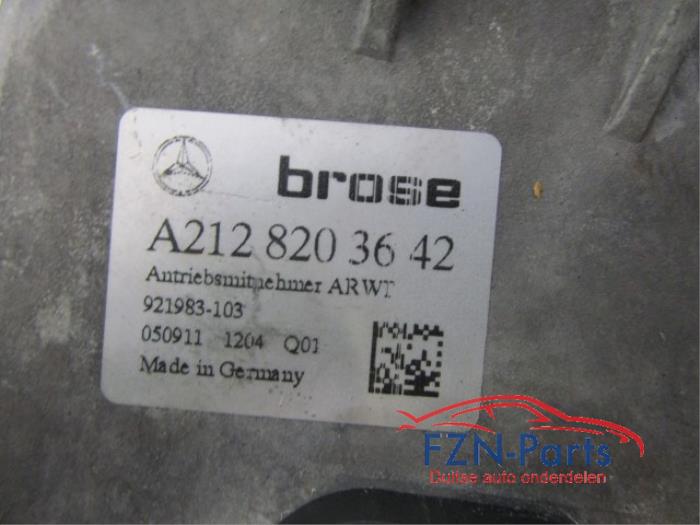 brose
A212 820 36 42
Antriebsmitnehmer ARWT
921983-103
050911 1204 Q01
Made in Germany
FZN-Parts
Duitse auto onderdelen